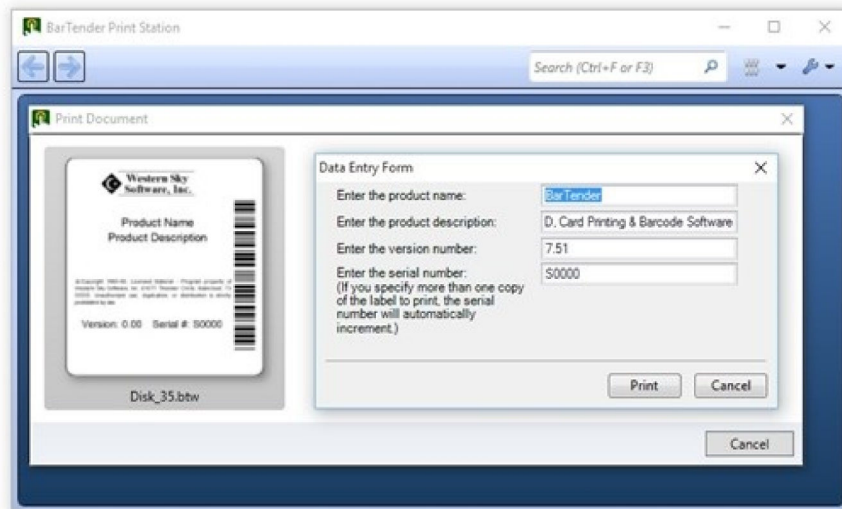 BarTender Print Station
Search (Ctrl+F or F3)
Print Document
Western Sky
Software, Inc.
Product Name
Product Description
Version: 0.00 Serial #: S0000
Disk_35.btw
Data Entry Form
Enter the product name:
BarTender
Enter the product description:
D. Card Printing & Barcode Software
Enter the version number:
7.51
Enter the serial number:
S0000
(If you specify more than one copy
of the label to print, the serial
number will automatically
increment.)
Print
Cancel
Cancel